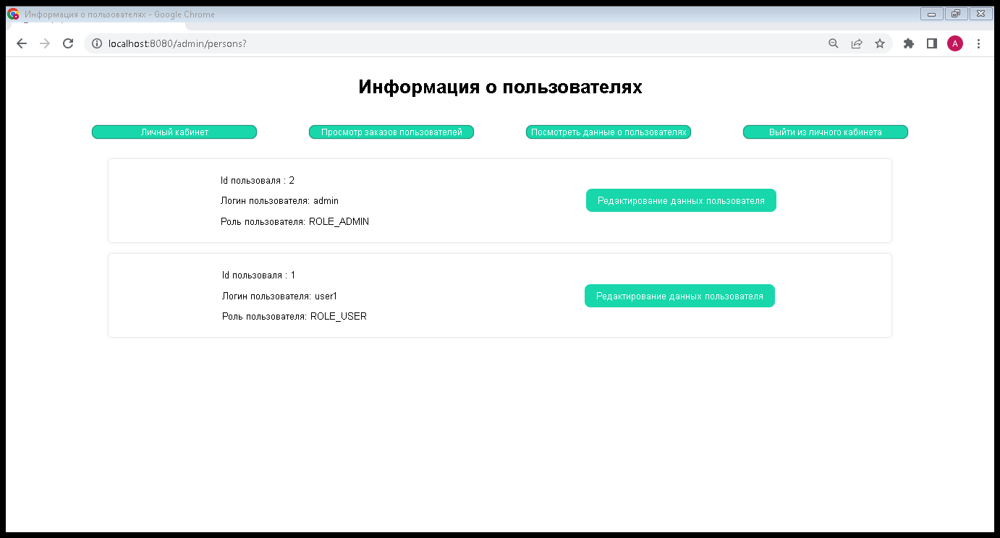 Информация о пользователях - Google Chrome
localhost:8080/admin/persons?
A
Информация о пользователях
Личный кабинет
Просмотр заказов пользователей
Посмотреть данные о пользователях
Выйти из личного кабинета
Id пользоваля : 2
Логин пользователя: admin
Роль пользователя: ROLE_ADMIN
Редактирование данных пользователя
Id пользоваля : 1
Логин пользователя: user1
Роль пользователя: ROLE_USER
Редактирование данных пользователя